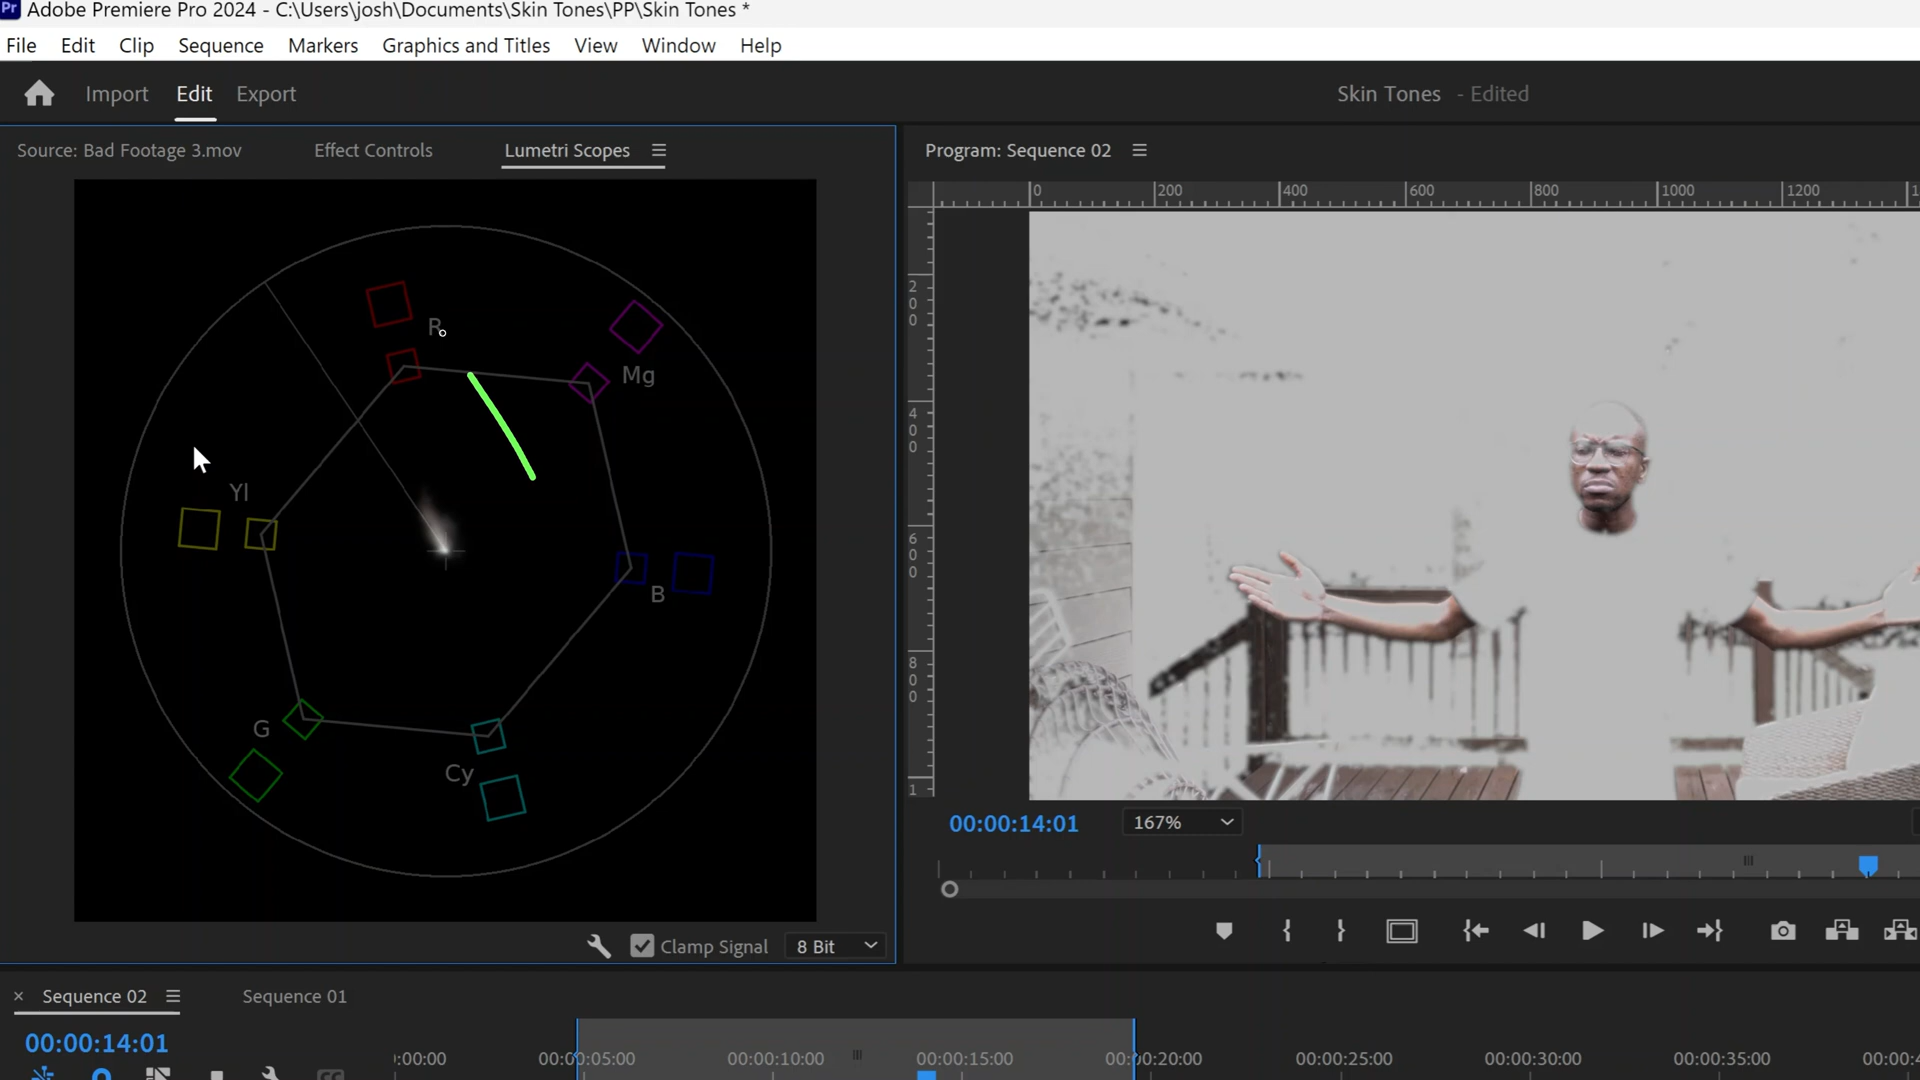 Pr Adobe Premiere Pro 2024 - C:\Users\josh\Documents\Skin Tones\PP\Skin Tones *
File Edit Clip Sequence Markers Graphics and Titles View Window Help
Import Edit Export Skin Tones - Edited
Source: Bad Footage 3.mov Effect Controls Lumetri Scopes Program: Sequence 02
0 200 400 600 800 1000 1200
200
400
600
800
R
Mg
Yl
B
G
Cy
00:00:14:01 167%
Clamp Signal 8 Bit
× Sequence 02 Sequence 01
00:00:14:01
:00:00 00:00:05:00 00:00:10:00 00:00:15:00 00:00:20:00 00:00:25:00 00:00:30:00 00:00:35:00